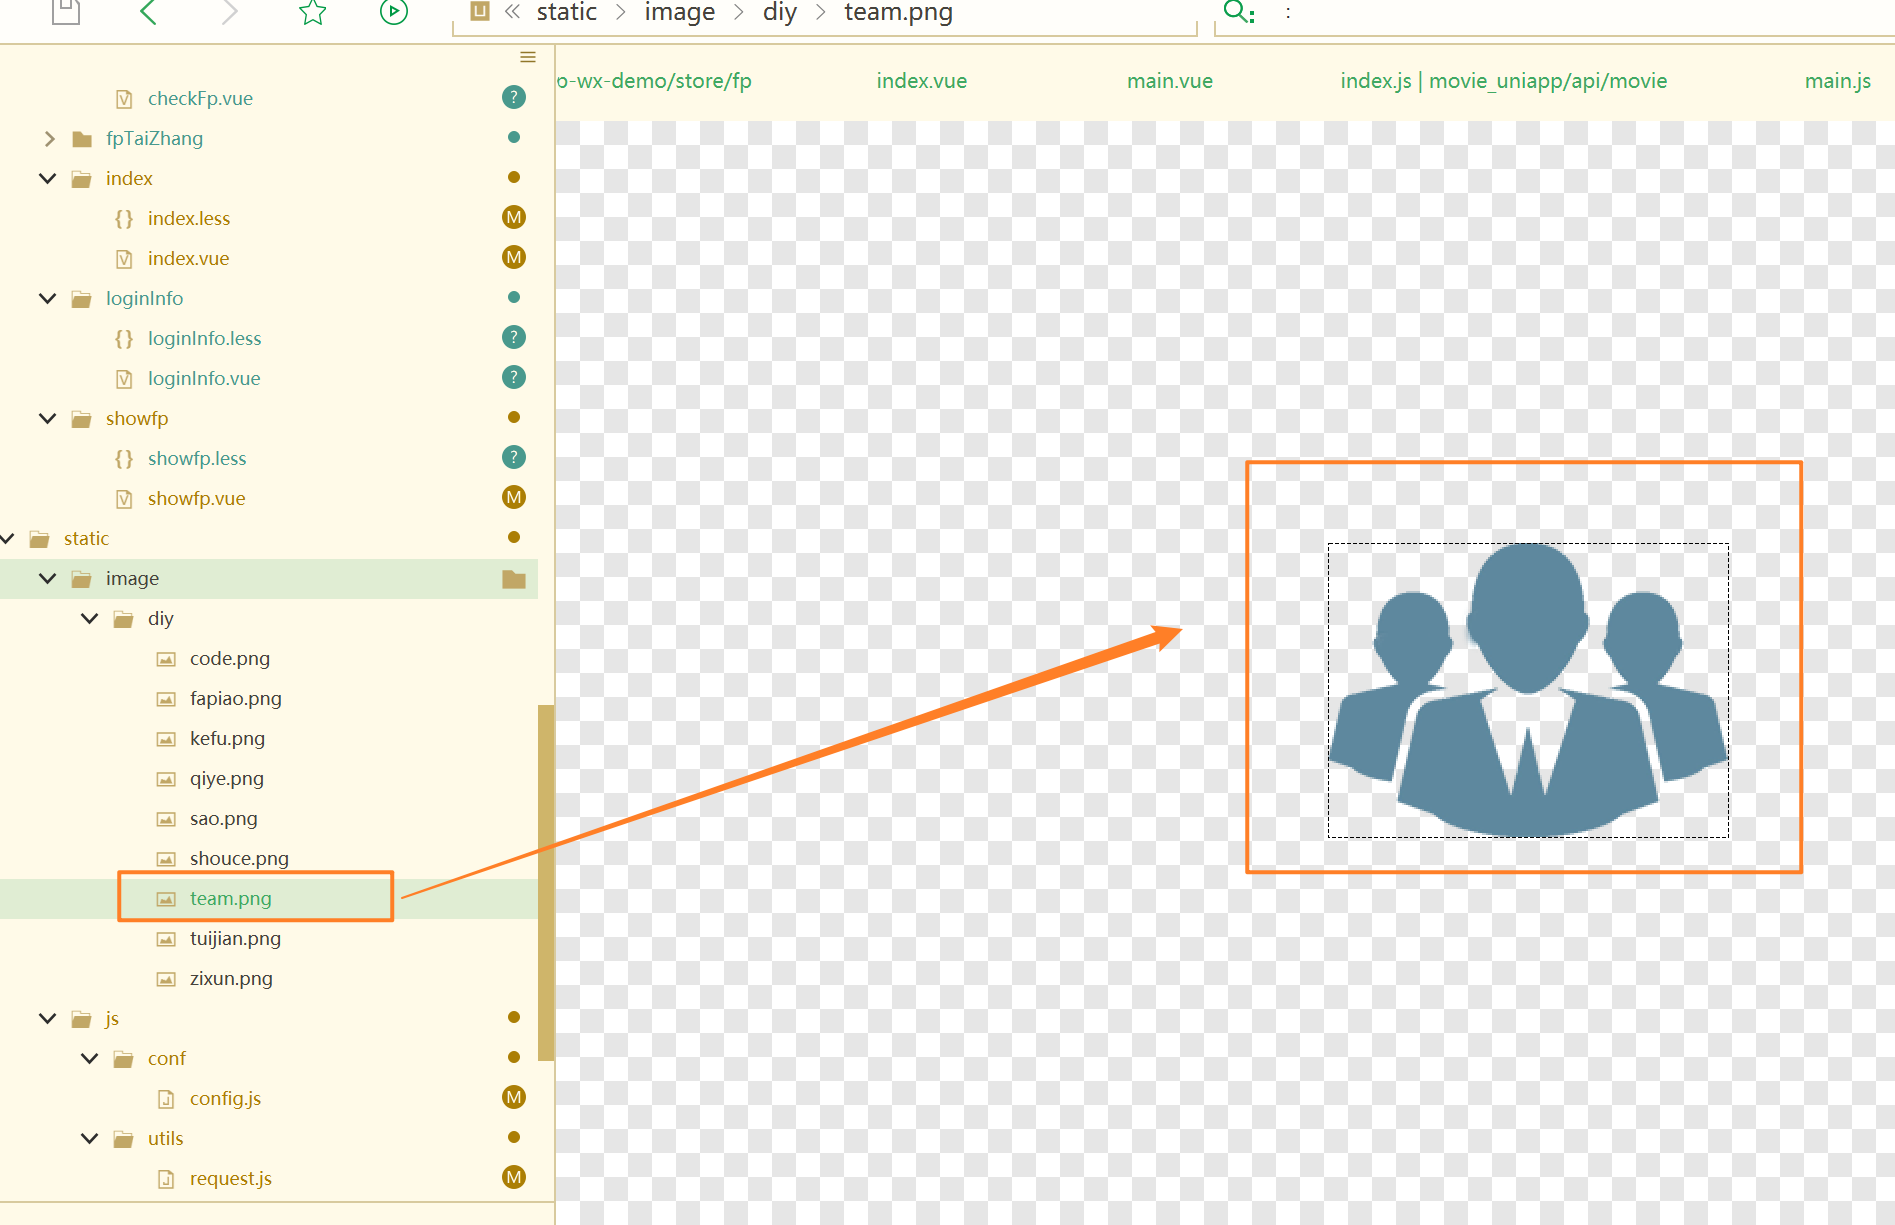 static > image > diy > team.png
:
o-wx-demo/store/fp
index.vue
main.vue
index.js | movie_uniapp/api/movie
main.js
checkFp.vue ?
fpTaiZhang
index
index.less M
index.vue M
loginInfo
loginInfo.less ?
loginInfo.vue ?
showfp
showfp.less ?
showfp.vue M
static
image
diy
code.png
fapiao.png
kefu.png
qiye.png
sao.png
shouce.png
team.png
tuijian.png
zixun.png
js
conf
config.js M
utils
request.js M